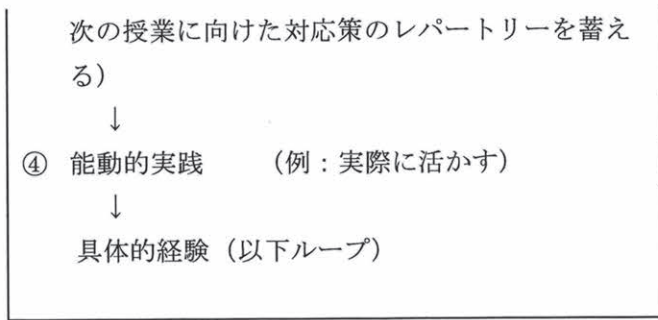 次の授業に向けた対応策のレパートリーを蓄え
る)
↓
④ 能動的実践 (例:実際に活かす)
↓
具体的経験(以下ループ)